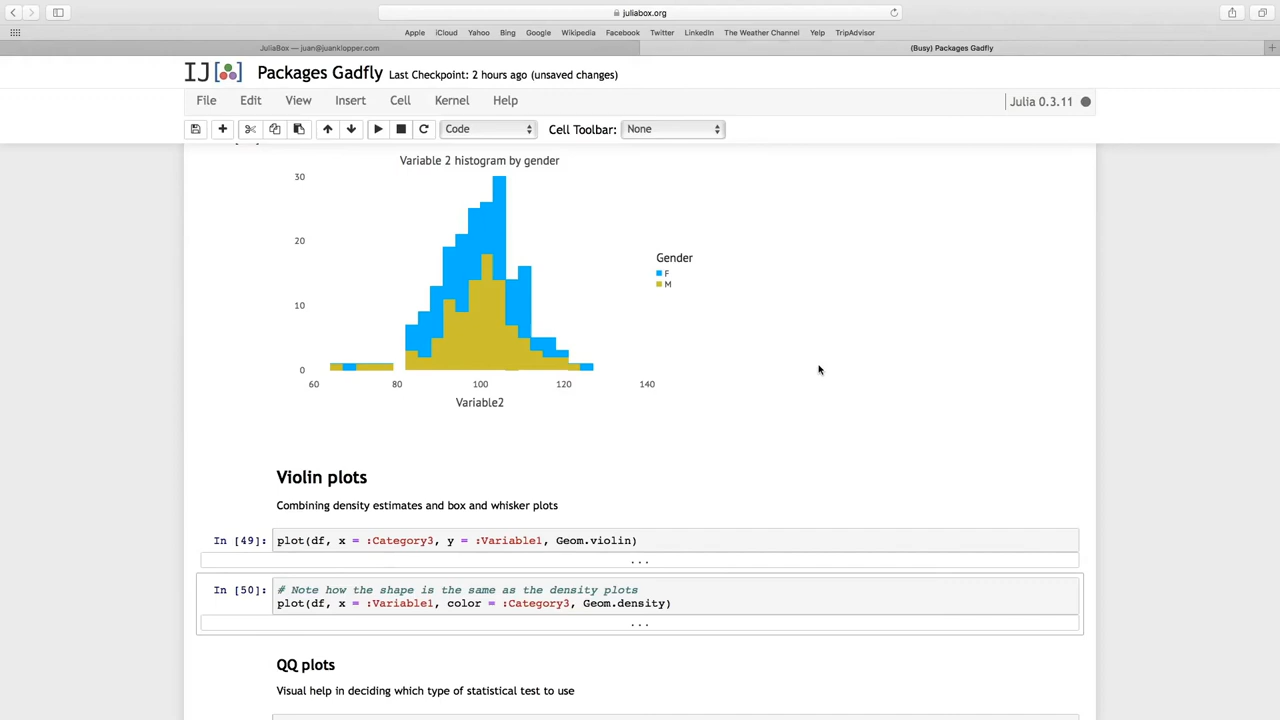 juliabox.org
Apple iCloud Yahoo Bing Google Wikipedia Facebook Twitter LinkedIn The Weather Channel Yelp TripAdvisor
JuliaBox — juan@juanklopper.com
(Busy) Packages Gadfly
IJ[ ] Packages Gadfly Last Checkpoint: 2 hours ago (unsaved changes)
File Edit View Insert Cell Kernel Help
Julia 0.3.11
Code Cell Toolbar: None
Variable 2 histogram by gender
30
20
10
0
60 80 100 120 140
Variable2
Gender
F
M
Violin plots
Combining density estimates and box and whisker plots
In [49]: plot(df, x = :Category3, y = :Variable1, Geom.violin)
...
In [50]: # Note how the shape is the same as the density plots
plot(df, x = :Variable1, color = :Category3, Geom.density)
...
QQ plots
Visual help in deciding which type of statistical test to use